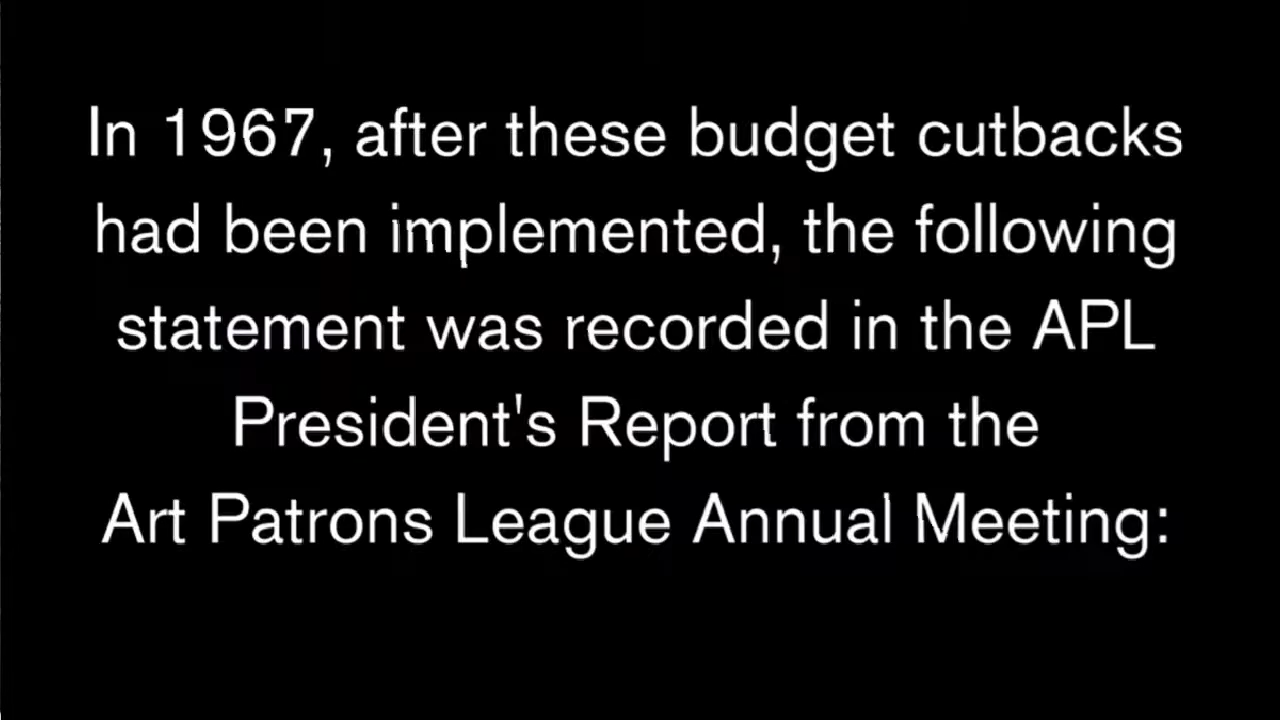 In 1967, after these budget cutbacks
had been implemented, the following
statement was recorded in the APL
President's Report from the
Art Patrons League Annual Meeting: